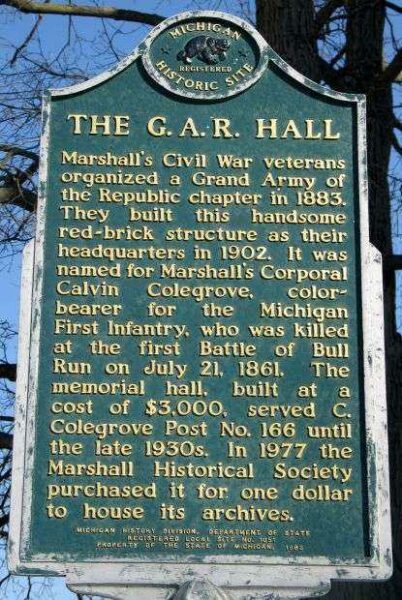 MICHIGAN
REGISTERED
HISTORIC SITE
THE G.A.R. HALL
Marshall's Civil War veterans
organized a Grand Army of
the Republic chapter in 1883.
They built this handsome
red-brick structure as their
headquarters in 1902. It was
named for Marshall's Corporal
Calvin Colegrove, color-
bearer for the Michigan
First Infantry, who was killed
at the first Battle of Bull
Run on July 21, 1861. The
memorial hall, built at a
cost of $3,000, served C.
Colegrove Post No. 166 until
the late 1930s. In 1977 the
Marshall Historical Society
purchased it for one dollar
to house its archives.
MICHIGAN HISTORY DIVISION, DEPARTMENT OF STATE
REGISTERED LOCAL SITE NO. 1051
PROPERTY OF THE STATE OF MICHIGAN,